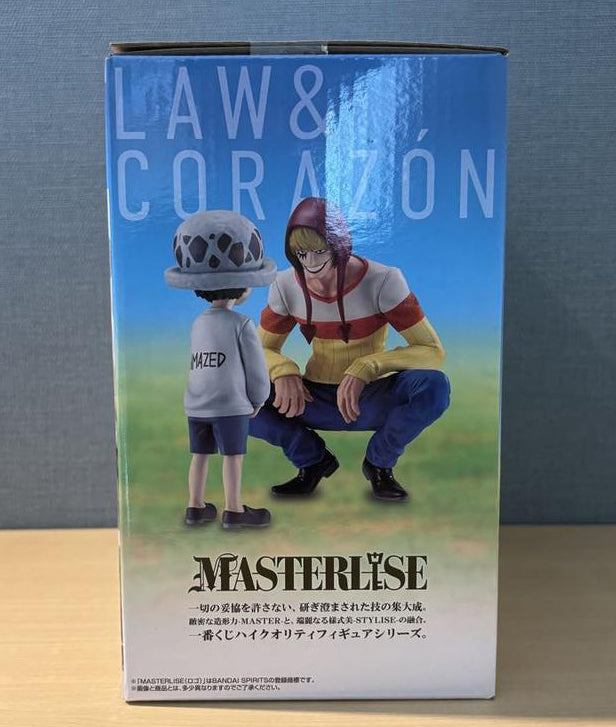 LAW&
CORAZÓN
MAZED
MASTERLISE
一切の妥協を許さない、研ぎ澄まされた技の集大成。
緻密な造形力-MASTER-と、端麗なる様式美-STYLISE-の融合。
一番くじハイクオリティフィギュアシリーズ。
※「MASTERLISE(ロゴ)」はBANDAI SPIRITSの登録商標です。
※画像と商品とは、多少異なりますのでご了承ください。